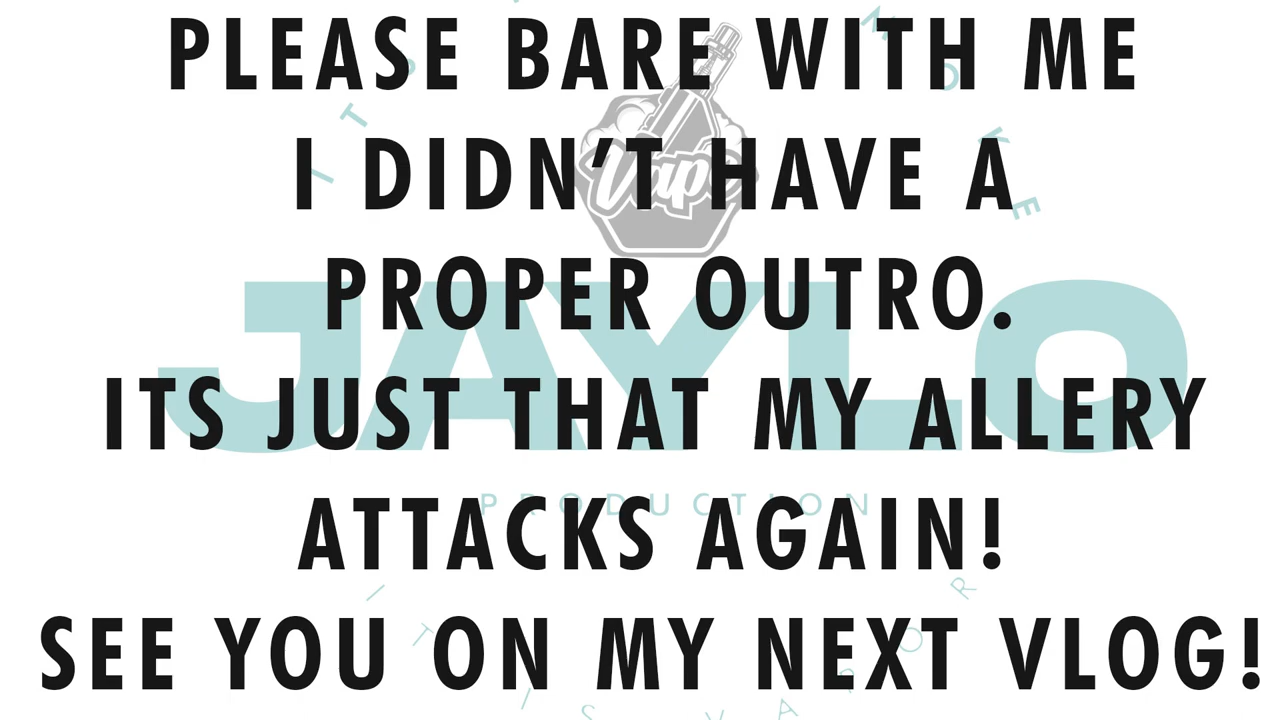 PLEASE BARE WITH ME
I DIDN'T HAVE A
PROPER OUTRO.
ITS JUST THAT MY ALLERY
ATTACKS AGAIN!
SEE YOU ON MY NEXT VLOG!
Vape
JAYLO
PRODUCTION